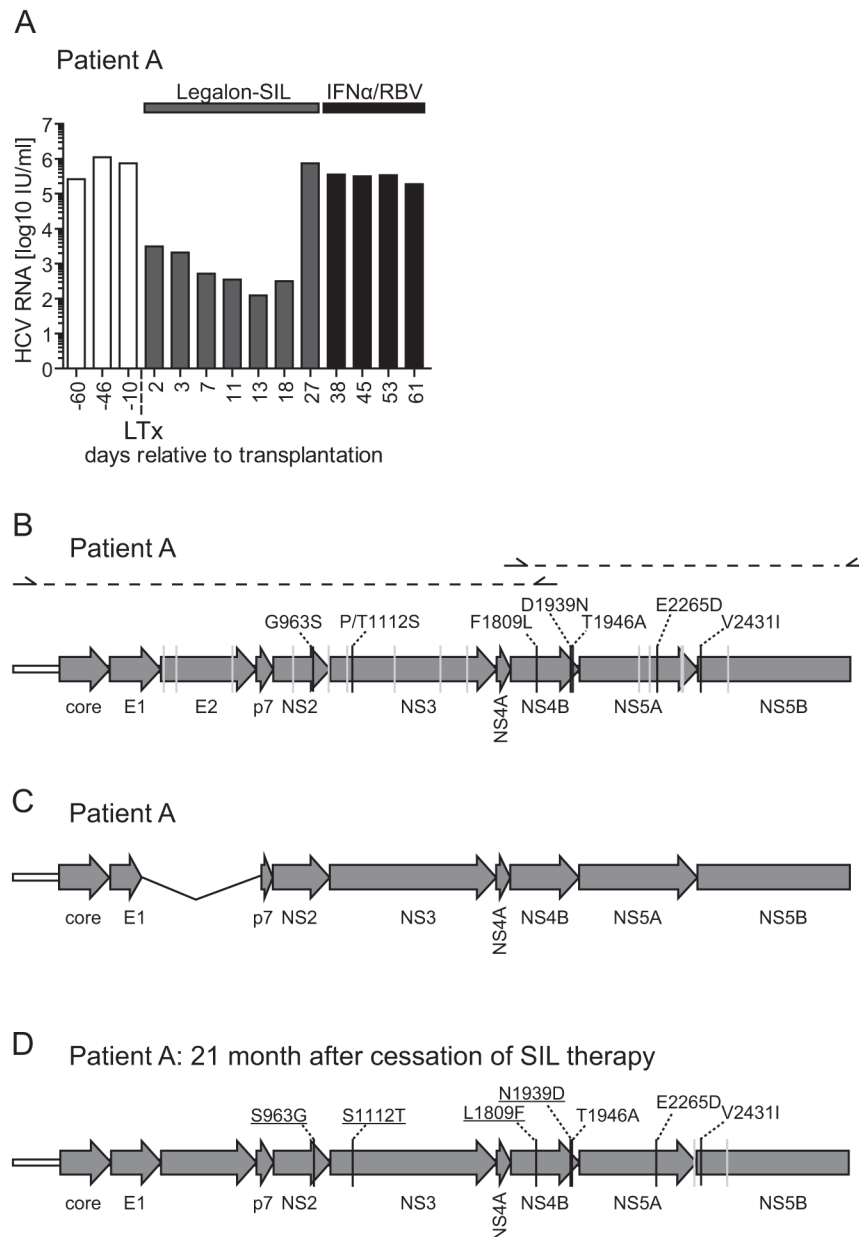 A
Patient A
Legalon-SIL IFNα/RBV
HCV RNA [log10 IU/ml]
7
6
5
4
3
2
1
0
-60 -46 -10 2 3 7 11 13 18 27 38 45 53 61
LTx
days relative to transplantation
B
Patient A
D1939N E2265D
G963S P/T1112S F1809L T1946A V2431I
core E1 E2 p7 NS2 NS3 NS4A NS4B NS5A NS5B
C
Patient A
core E1 p7 NS2 NS3 NS4A NS4B NS5A NS5B
D
Patient A: 21 month after cessation of SIL therapy
N1939D E2265D
S963G S1112T L1809F T1946A V2431I
core E1 p7 NS2 NS3 NS4A NS4B NS5A NS5B